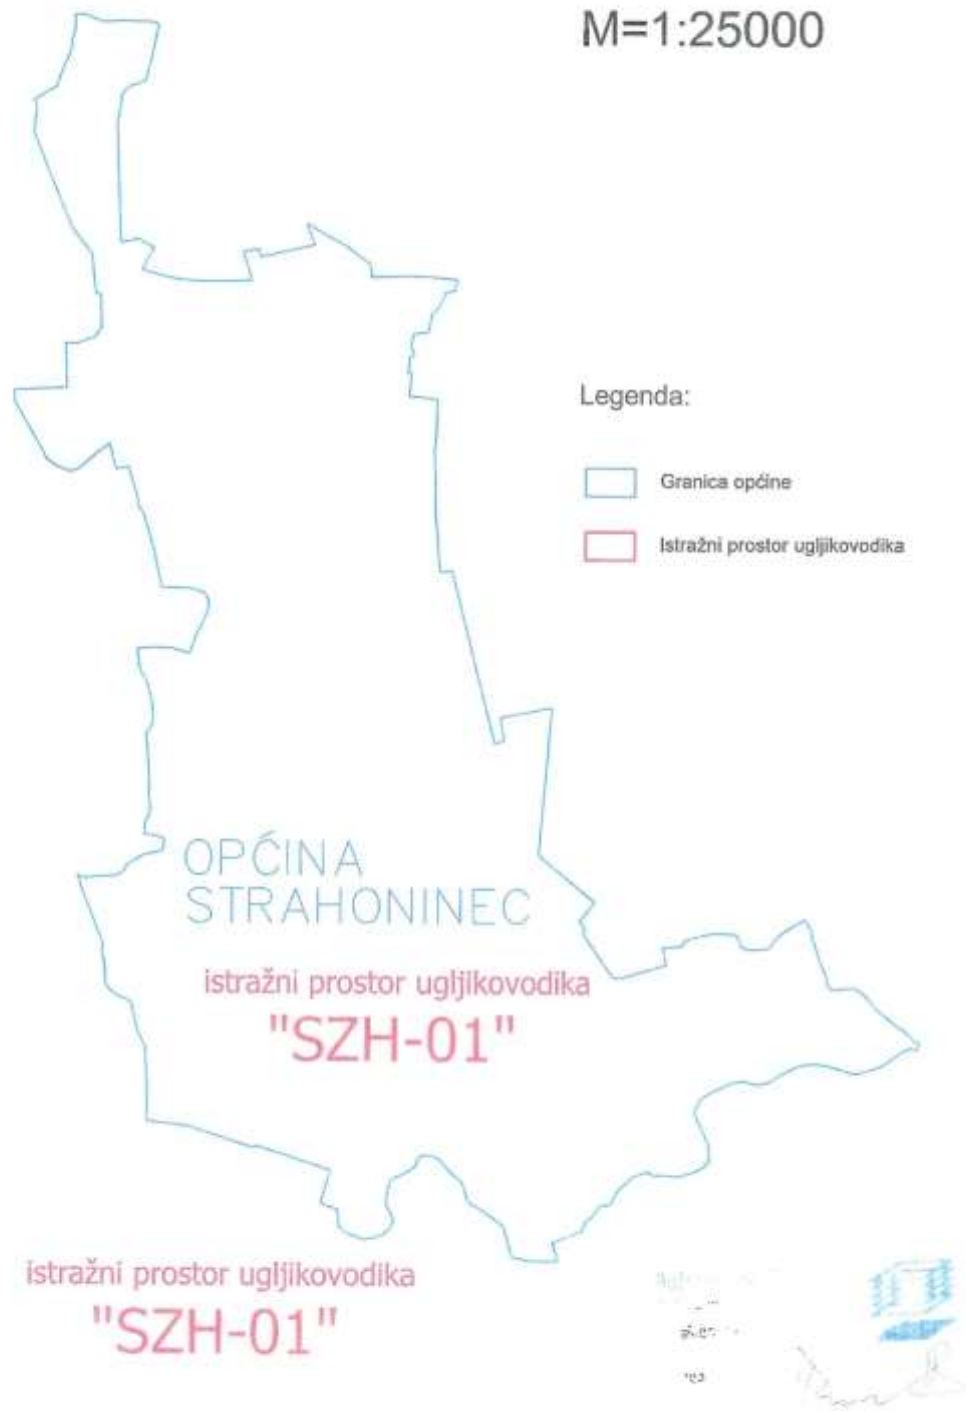 M=1:25000
Legenda:
Granica općine
Istražni prostor ugljikovodika
OPĆINA
STRAHONINEC
istražni prostor ugljikovodika
"SZH-01"
istražni prostor ugljikovodika
"SZH-01"